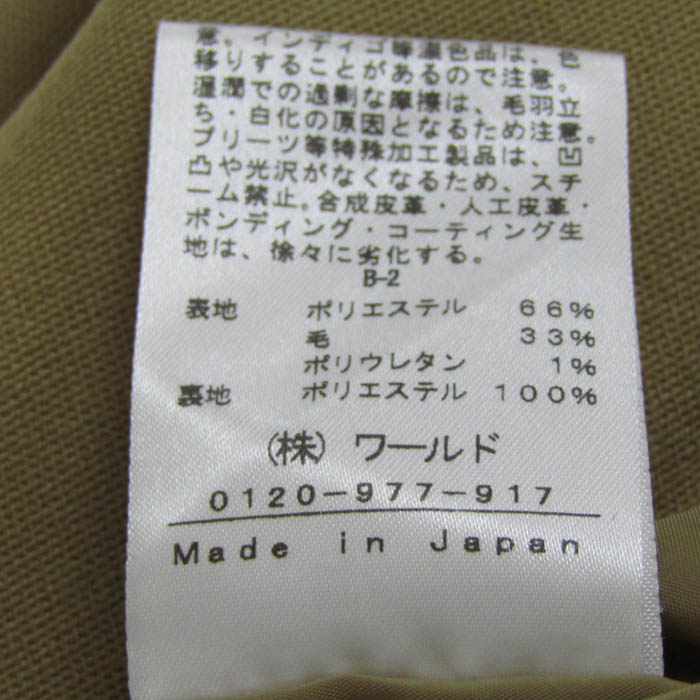 意。インディゴ等濃色品は、色
移りすることがあるので注意。
湿潤での過剰な摩擦は、毛羽立
ち・白化の原因となるため注意。
プリーツ等特殊加工製品は、凹
凸や光沢がなくなるため、スチ
ーム禁止。合成皮革・人工皮革・
ボンディング・コーティング生
地は、徐々に劣化する。
B-2
表地 ポリエステル 66%
毛 33%
ポリウレタン 1%
裏地 ポリエステル 100%
(株)ワールド
0120-977-917
Made in Japan